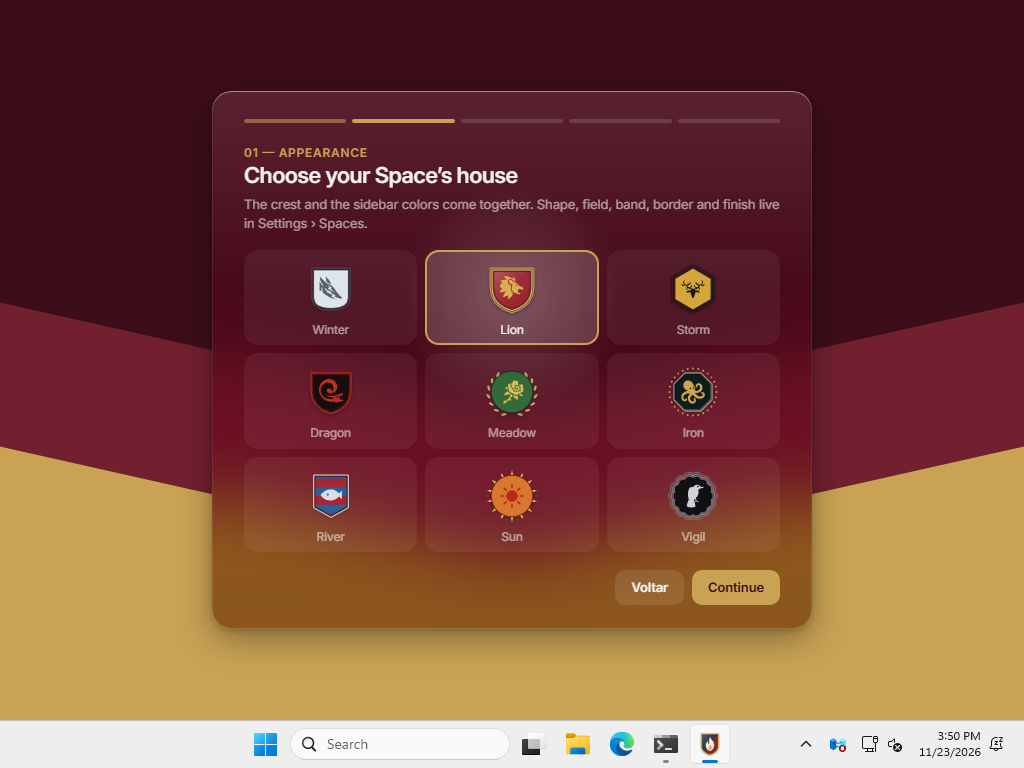 01 — APPEARANCE
Choose your Space's house
The crest and the sidebar colors come together. Shape, field, band, border and finish live
in Settings › Spaces.
Winter
Lion
Storm
Dragon
Meadow
Iron
River
Sun
Vigil
Voltar
Continue
Search
3:50 PM
11/23/2026